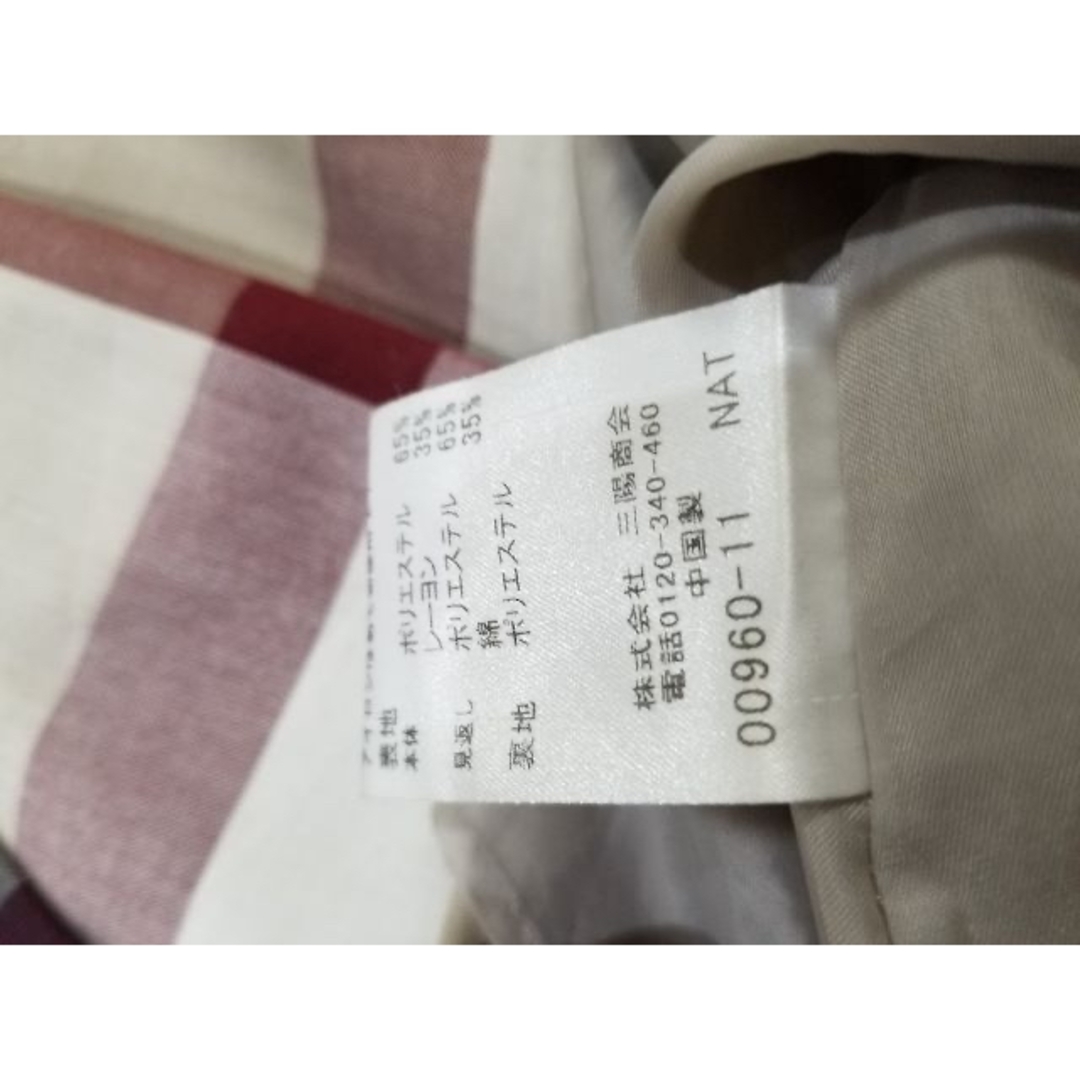 表地
本体 ポリエステル 65%
レーヨン 35%
見返し ポリエステル 65%
綿 35%
裏地 ポリエステル
株式会社 三陽商会
電話0120-340-460
中国製
00960-11 NAT